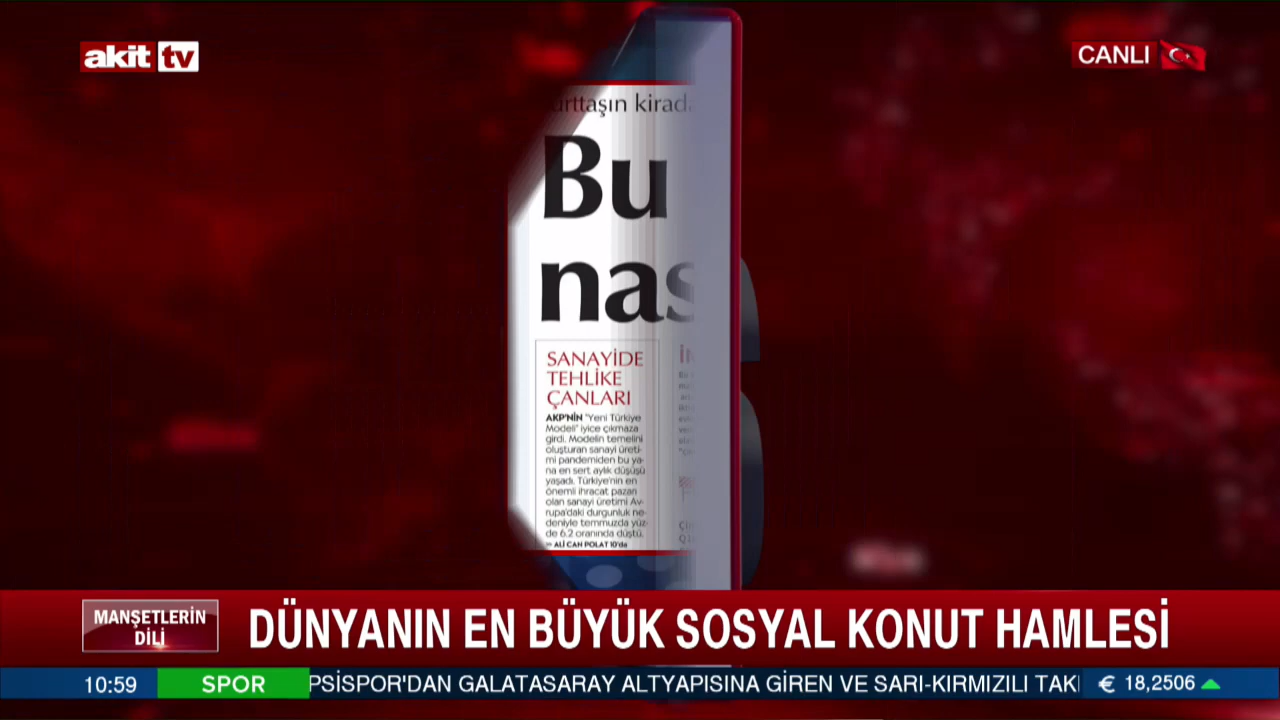 akit tv
CANLI
urttaşın kirada
Bu
nas
SANAYİDE
TEHLİKE
ÇANLARI
AKP'NİN "Yeni Türkiye
Modeli" iyice çıkmaza
girdi. Modelin temelini
oluşturan sanayi üreti-
mi pandemiden bu ya-
na en sert aylık düşüşü
yaşadı. Türkiye'nin en
önemli ihracat pazarı
olan sanayi üretimi Av-
rupa'daki durgunluk ne-
deniyle temmuzda yüz-
de 6.2 oranında düştü.
ALİ CAN POLAT 10'da
MANŞETLERİN
DİLİ
DÜNYANIN EN BÜYÜK SOSYAL KONUT HAMLESİ
10:59 SPOR PSİSPOR'DAN GALATASARAY ALTYAPISINA GİREN VE SARI-KIRMIZILI TAKI € 18,2506